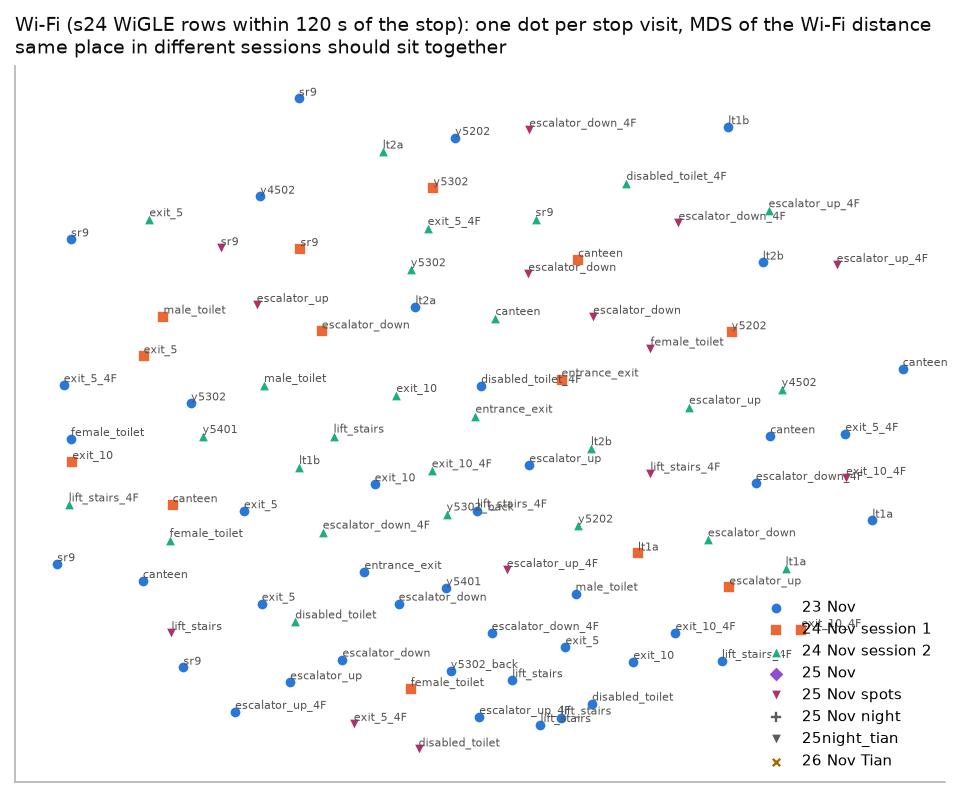 Wi-Fi (s24 WiGLE rows within 120 s of the stop): one dot per stop visit, MDS of the Wi-Fi distance
same place in different sessions should sit together
sr9
escalator_down_4F
lt1b
y5202
lt2a
disabled_toilet_4F
y5302
y4502
escalator_up_4F
exit_5
sr9
escalator_down_4F
exit_5_4F
sr9
sr9
sr9
canteen
lt2b
escalator_up_4F
y5302
escalator_down
escalator_up
lt2a
male_toilet
canteen
escalator_down
escalator_down
y5202
female_toilet
exit_5
canteen
entrance_exit
exit_5_4F
male_toilet
disabled_toilet_4F
y4502
exit_10
y5302
escalator_up
entrance_exit
female_toilet
y5401
lift_stairs
canteen
exit_5_4F
lt2b
exit_10
lt1b
exit_10_4F
escalator_up
lift_stairs_4F
exit_10_4F
exit_10
escalator_down_4F
lift_stairs_4F
canteen
exit_5
lift_stairs_4F
y5302_back
lt1a
y5202
escalator_down_4F
female_toilet
escalator_down
lt1a
sr9
entrance_exit
escalator_up_4F
lt1a
canteen
y5401
male_toilet
escalator_up
exit_5
escalator_down
disabled_toilet
23 Nov
lift_stairs
escalator_down_4F
exit_10_4F
exit_10_4F
24 Nov session 1
exit_5
24 Nov session 2
sr9
escalator_down
exit_10
lift_stairs_4F
y5302_back
25 Nov
escalator_up
lift_stairs
female_toilet
25 Nov spots
disabled_toilet
escalator_up_4F
escalator_up_4F
lift_stairs
25 Nov night
exit_5_4F
lift_stairs
25night_tian
disabled_toilet
26 Nov Tian